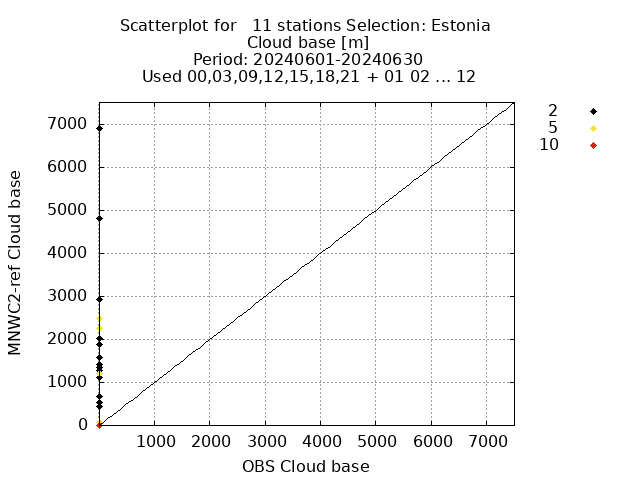 Scatterplot for   11 stations Selection: Estonia
Cloud base [m]
Period: 20240601-20240630
Used 00,03,09,12,15,18,21 + 01 02 ... 12
2
5
10
MNWC2-ref Cloud base
7000
6000
5000
4000
3000
2000
1000
0
1000 2000 3000 4000 5000 6000 7000
OBS Cloud base